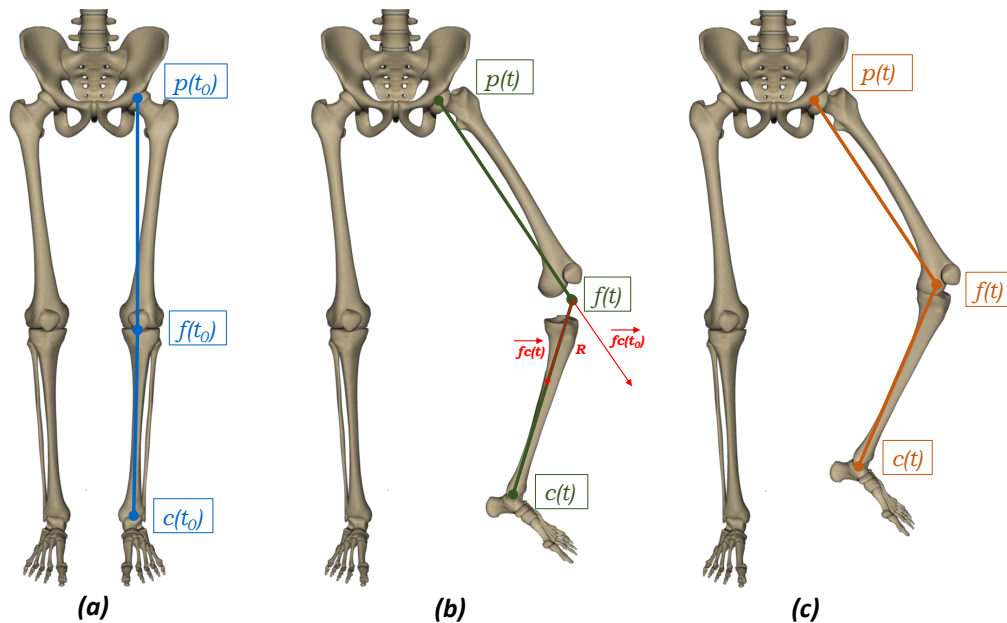 p(t₀)
f(t₀)
c(t₀)
(a)
p(t)
f(t)
fc(t)
R
fc(t₀)
c(t)
(b)
p(t)
f(t)
c(t)
(c)